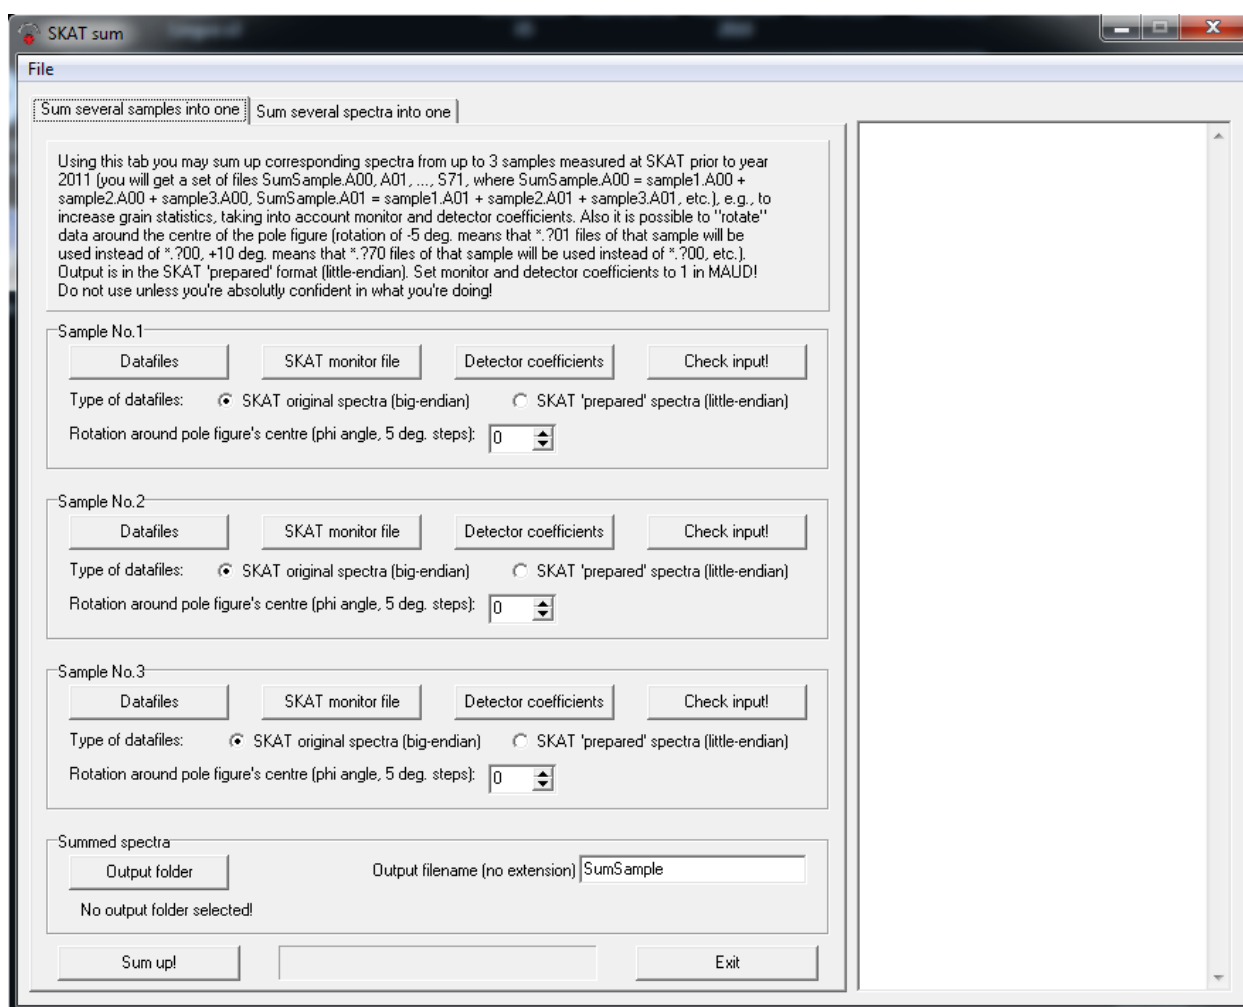 SKAT sum
File
Sum several samples into one Sum several spectra into one
Using this tab you may sum up corresponding spectra from up to 3 samples measured at SKAT prior to year
2011 (you will get a set of files SumSample.A00, A01, ..., S71, where SumSample.A00 = sample1.A00 +
sample2.A00 + sample3.A00, SumSample.A01 = sample1.A01 + sample2.A01 + sample3.A01, etc.), e.g., to
increase grain statistics, taking into account monitor and detector coefficients. Also it is possible to "rotate"
data around the centre of the pole figure (rotation of -5 deg. means that *.?01 files of that sample will be
used instead of *.?00, +10 deg. means that *.?70 files of that sample will be used instead of *.?00, etc.).
Output is in the SKAT 'prepared' format (little-endian). Set monitor and detector coefficients to 1 in MAUD!
Do not use unless you're absolutly confident in what you're doing!
Sample No.1
Datafiles SKAT monitor file Detector coefficients Check input!
Type of datafiles: SKAT original spectra (big-endian) SKAT 'prepared' spectra (little-endian)
Rotation around pole figure's centre (phi angle, 5 deg. steps): 0
Sample No.2
Datafiles SKAT monitor file Detector coefficients Check input!
Type of datafiles: SKAT original spectra (big-endian) SKAT 'prepared' spectra (little-endian)
Rotation around pole figure's centre (phi angle, 5 deg. steps): 0
Sample No.3
Datafiles SKAT monitor file Detector coefficients Check input!
Type of datafiles: SKAT original spectra (big-endian) SKAT 'prepared' spectra (little-endian)
Rotation around pole figure's centre (phi angle, 5 deg. steps): 0
Summed spectra
Output folder Output filename (no extension) SumSample
No output folder selected!
Sum up! Exit